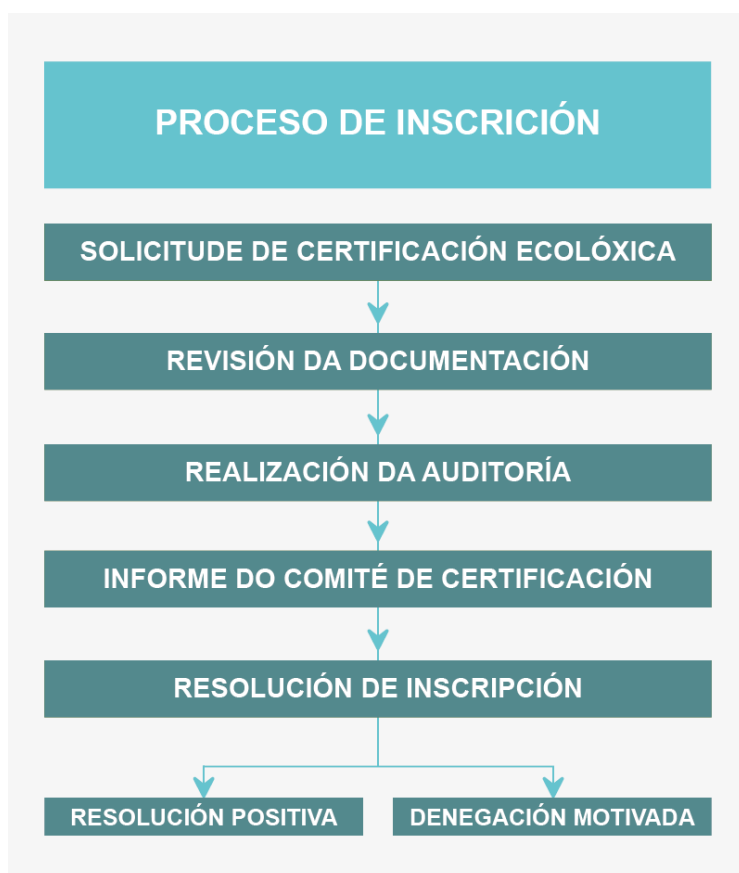 PROCESO DE INSCRICIÓN
SOLICITUDE DE CERTIFICACIÓN ECOLÓXICA
REVISIÓN DA DOCUMENTACIÓN
REALIZACIÓN DA AUDITORÍA
INFORME DO COMITÉ DE CERTIFICACIÓN
RESOLUCIÓN DE INSCRIPCIÓN
RESOLUCIÓN POSITIVA
DENEGACIÓN MOTIVADA